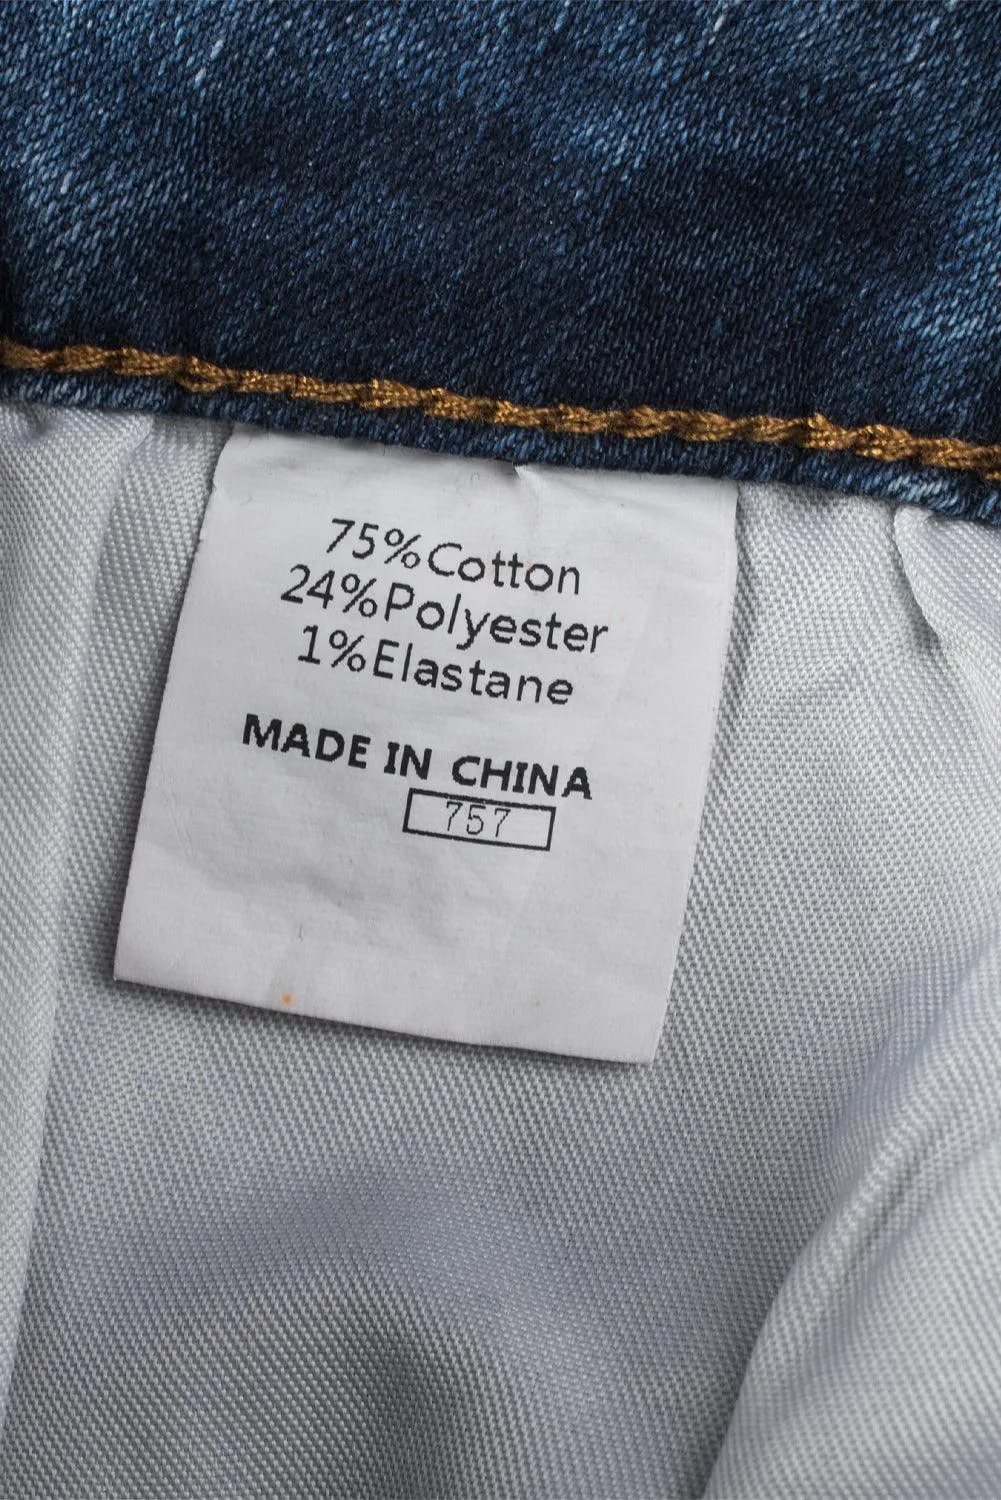 75%Cotton
24%Polyester
1%Elastane
MADE IN CHINA
757